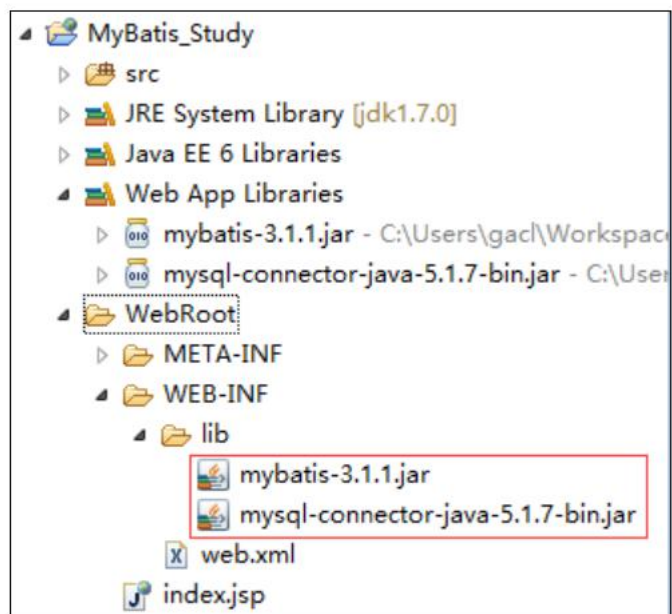 MyBatis_Study
src
JRE System Library [jdk1.7.0]
Java EE 6 Libraries
Web App Libraries
mybatis-3.1.1.jar - C:\Users\gacl\Workspac
mysql-connector-java-5.1.7-bin.jar - C:\User
WebRoot
META-INF
WEB-INF
lib
mybatis-3.1.1.jar
mysql-connector-java-5.1.7-bin.jar
web.xml
index.jsp